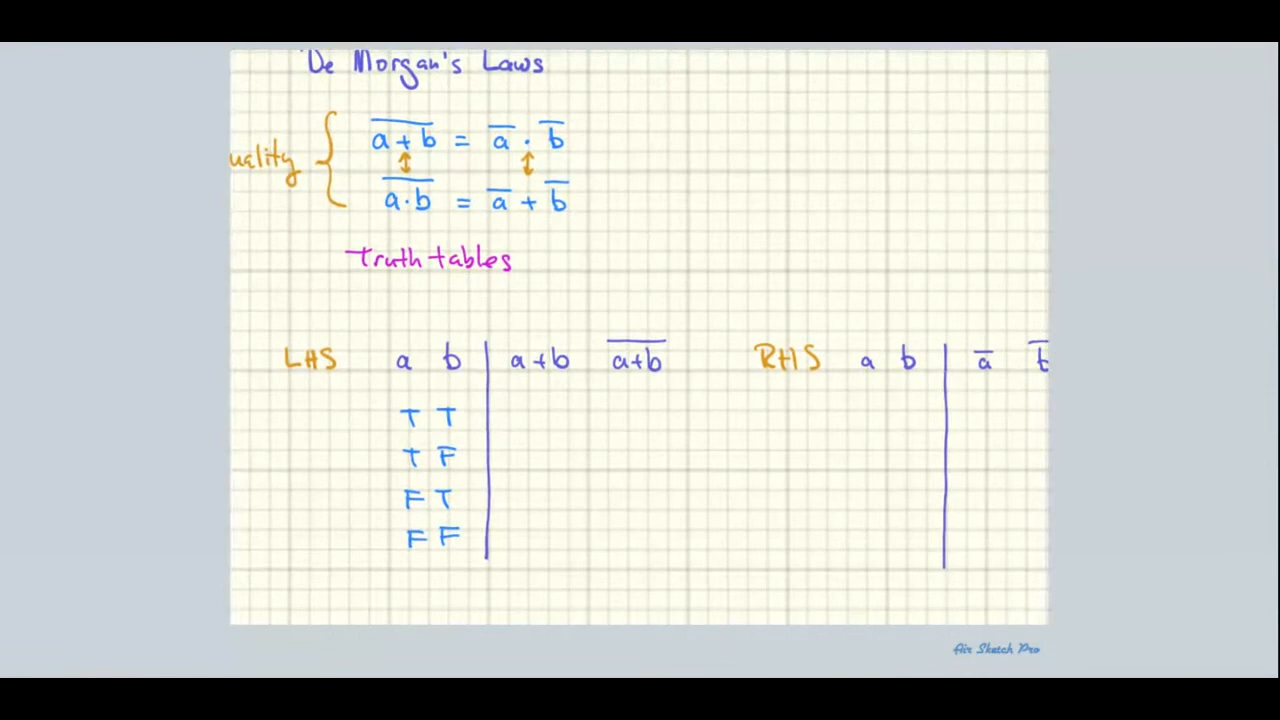 De Morgan's Laws
a̅+̅b̅ = a̅ · b̅
uality
a̅·̅b̅ = a̅ + b̅
Truth tables
LHS a b a+b a̅+̅b̅ RHS a b a̅ b̅
T T
T F
F T
F F
Air Sketch Pro